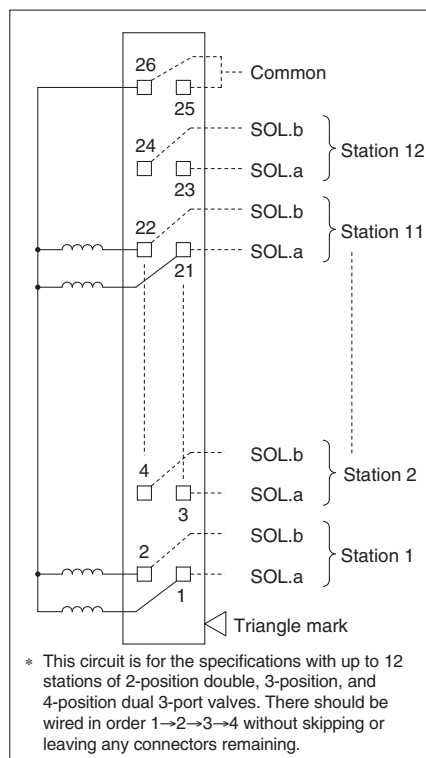 26
Common
25
24
SOL.b
Station 12
SOL.a
23
22
SOL.b
Station 11
SOL.a
21
4
SOL.b
Station 2
SOL.a
3
2
SOL.b
Station 1
SOL.a
1
Triangle mark
* This circuit is for the specifications with up to 12
stations of 2-position double, 3-position, and
4-position dual 3-port valves. There should be
wired in order 1→2→3→4 without skipping or
leaving any connectors remaining.